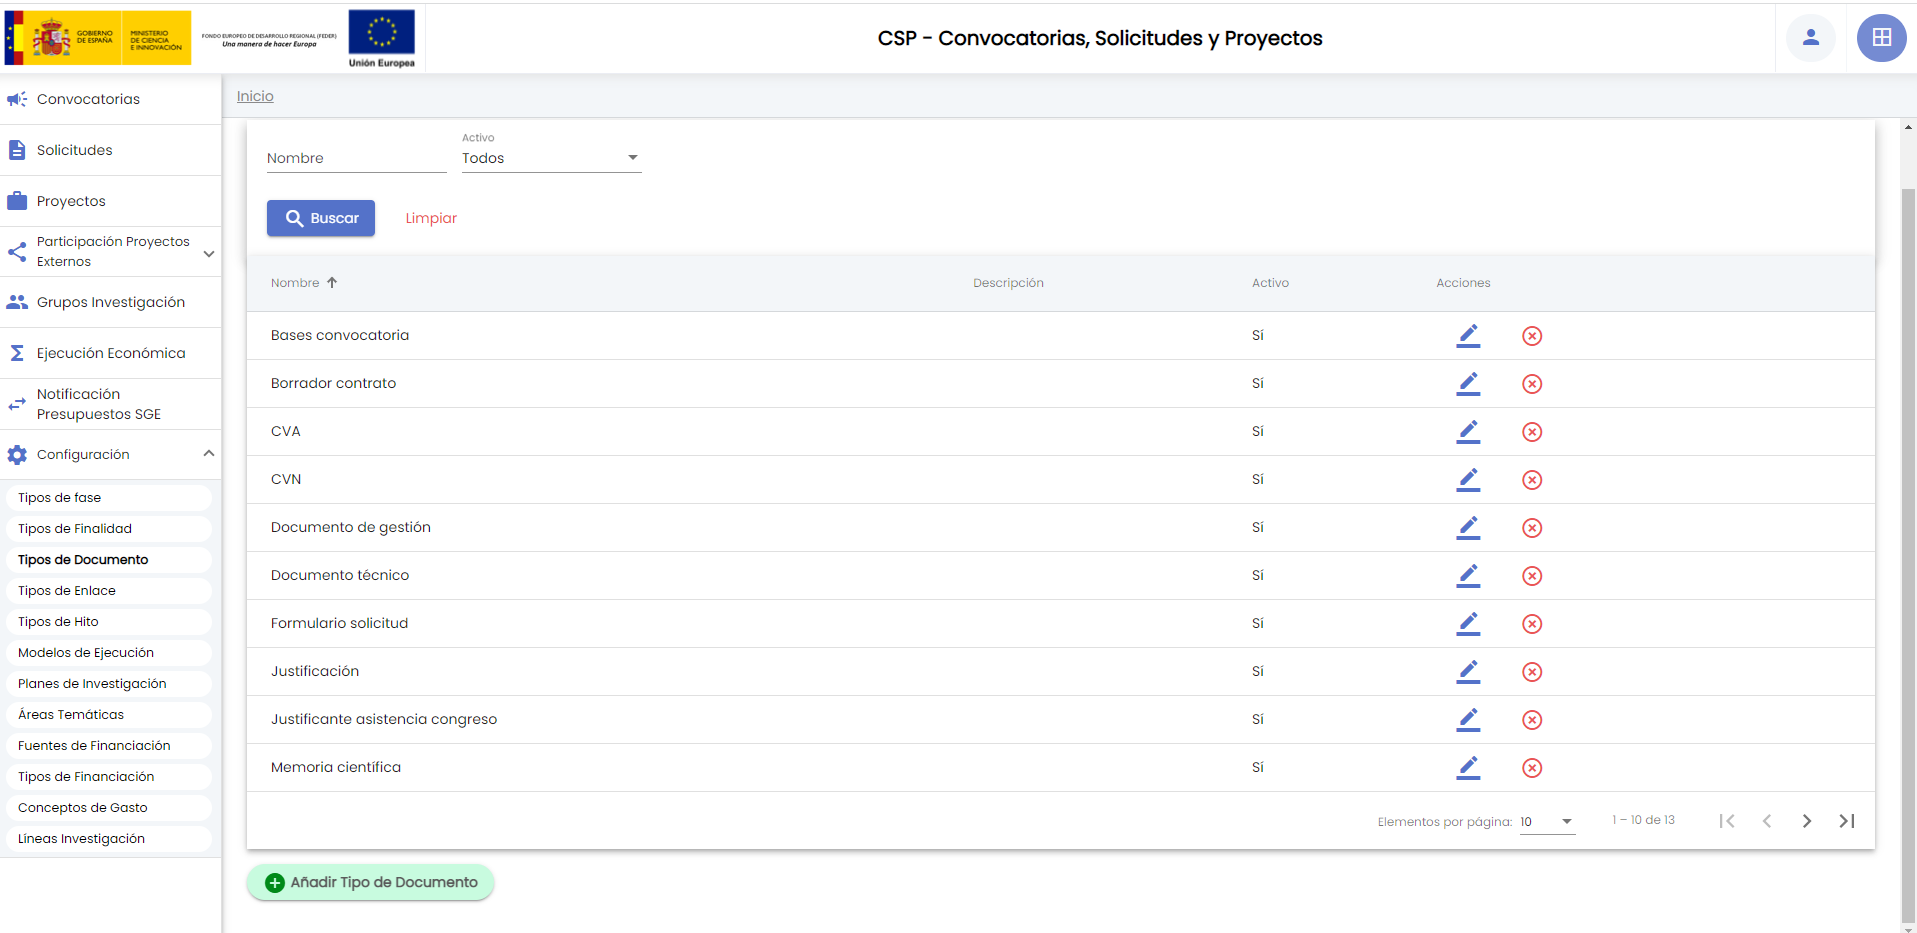 GOBIERNO
DE ESPAÑA
MINISTERIO
DE CIENCIA
E INNOVACIÓN
FONDO EUROPEO DE DESARROLLO REGIONAL (FEDER)
Una manera de hacer Europa
Unión Europea
CSP - Convocatorias, Solicitudes y Proyectos
Convocatorias
Solicitudes
Proyectos
Participación Proyectos
Externos
Grupos Investigación
Ejecución Económica
Notificación
Presupuestos SGE
Configuración
Tipos de fase
Tipos de Finalidad
Tipos de Documento
Tipos de Enlace
Tipos de Hito
Modelos de Ejecución
Planes de Investigación
Áreas Temáticas
Fuentes de Financiación
Tipos de Financiación
Conceptos de Gasto
Líneas Investigación
Inicio
Activo
Nombre Todos
Buscar Limpiar
Nombre Descripción Activo Acciones
Bases convocatoria Sí
Borrador contrato Sí
CVA Sí
CVN Sí
Documento de gestión Sí
Documento técnico Sí
Formulario solicitud Sí
Justificación Sí
Justificante asistencia congreso Sí
Memoria científica Sí
Elementos por página: 10 1 – 10 de 13
Añadir Tipo de Documento